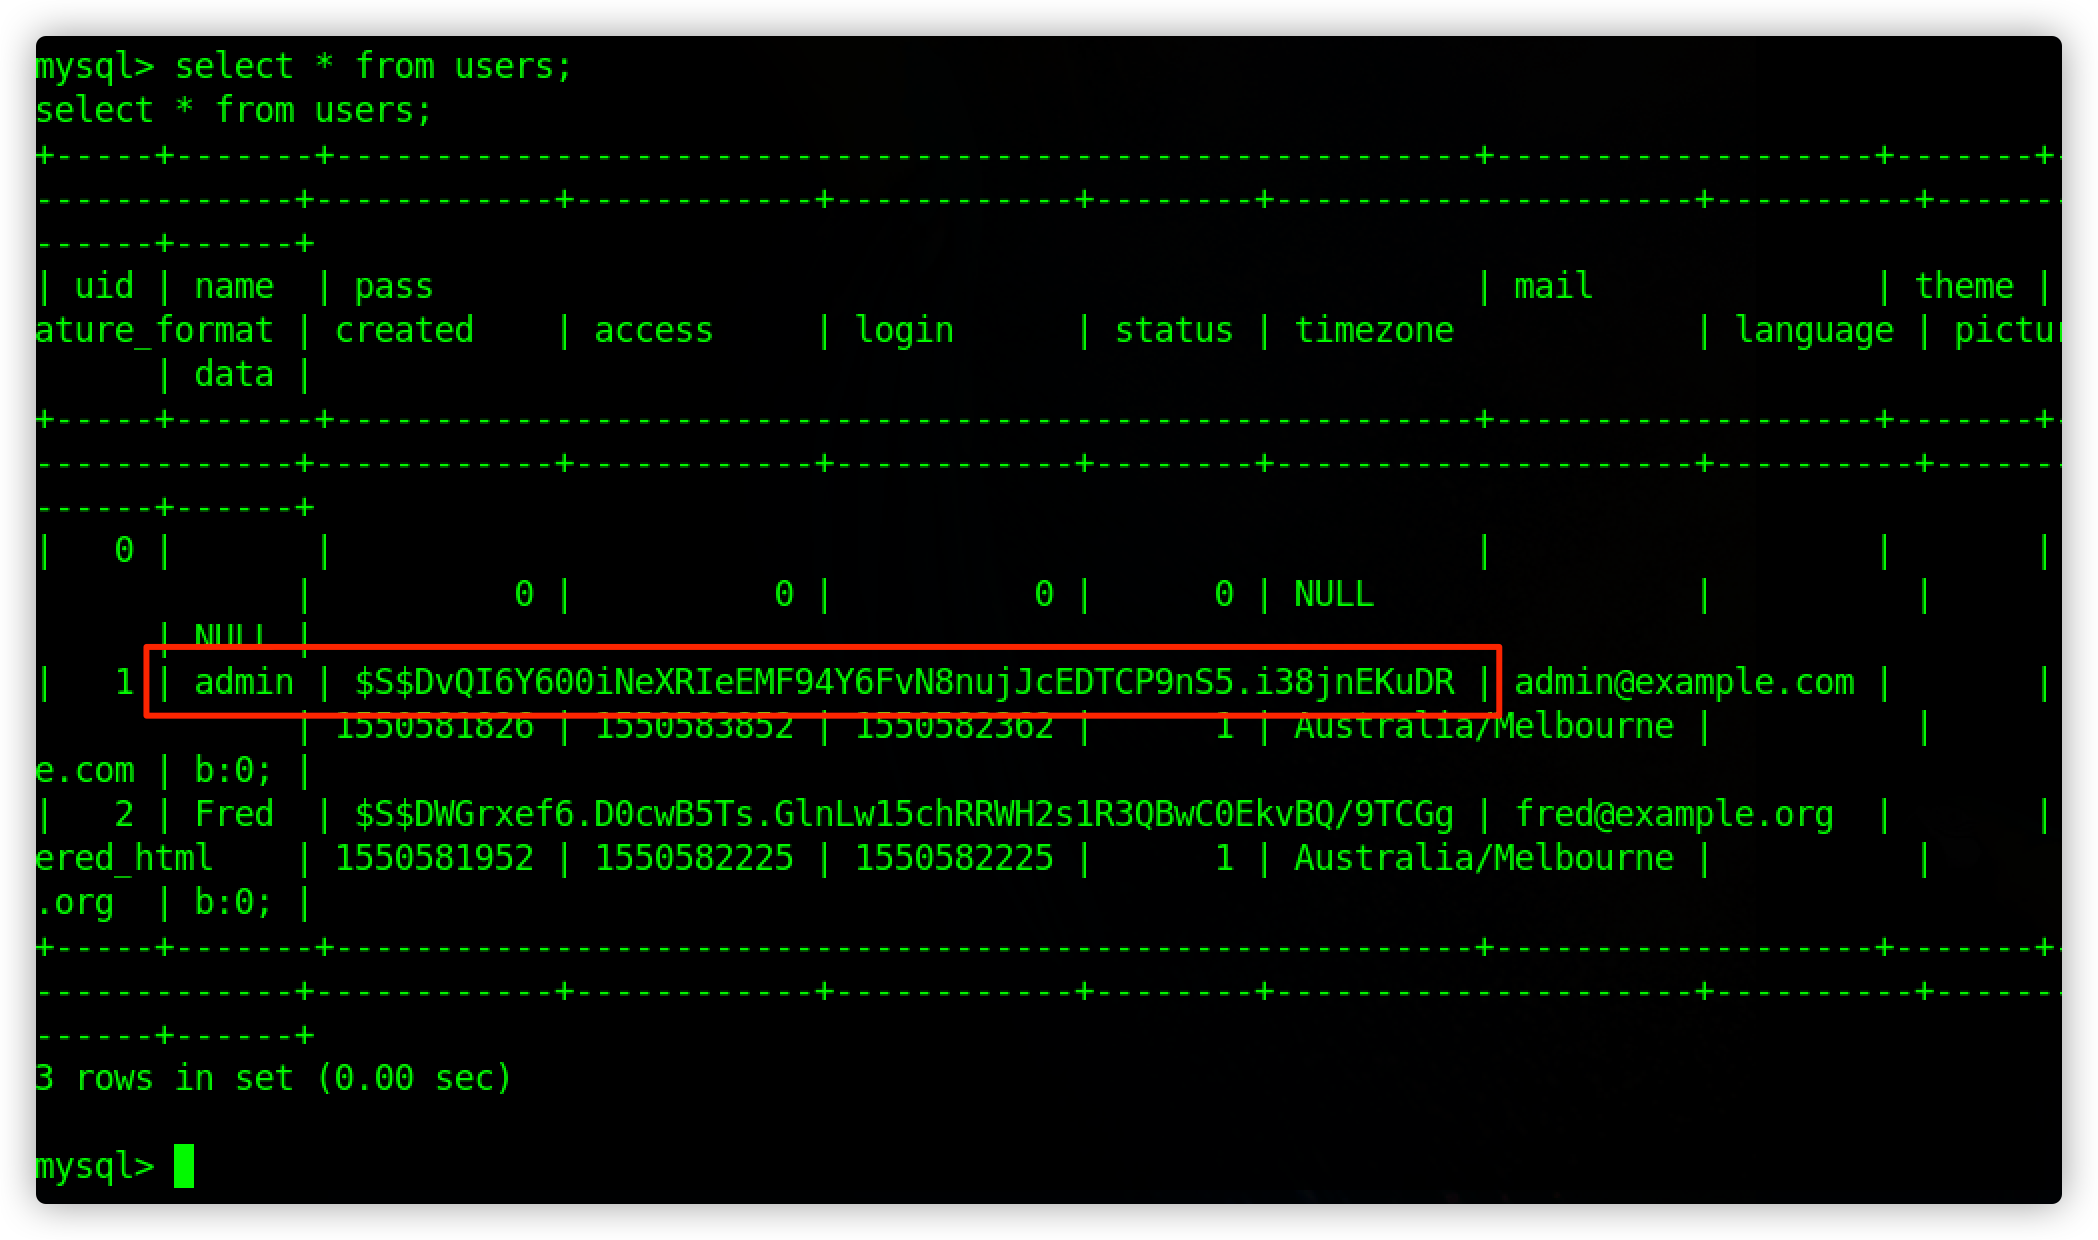 mysql> select * from users;
select * from users;
+-----+-------+---------------------------------------------------------+------------------+-------+-
-------------+------------+------------+------------+--------+---------------------+----------+-------
------+------+
| uid | name  | pass                                                    | mail             | theme |
ature_format | created    | access     | login      | status | timezone            | language | pictur
      | data |
+-----+-------+---------------------------------------------------------+------------------+-------+-
-------------+------------+------------+------------+--------+---------------------+----------+-------
------+------+
|   0 |       |                                                         |                  |       |
             |          0 |          0 |          0 |      0 | NULL                |          |
      | NULL |
|   1 | admin | $S$DvQI6Y600iNeXRIeEMF94Y6FvN8nujJcEDTCP9nS5.i38jnEKuDR | admin@example.com |       |
             | 1550581826 | 1550583852 | 1550582362 |      1 | Australia/Melbourne |          |
e.com | b:0; |
|   2 | Fred  | $S$DWGrxef6.D0cwB5Ts.GlnLw15chRRWH2s1R3QBwC0EkvBQ/9TCGg | fred@example.org  |       |
ered_html    | 1550581952 | 1550582225 | 1550582225 |      1 | Australia/Melbourne |          |
.org  | b:0; |
+-----+-------+---------------------------------------------------------+------------------+-------+-
-------------+------------+------------+------------+--------+---------------------+----------+-------
------+------+
3 rows in set (0.00 sec)
mysql>